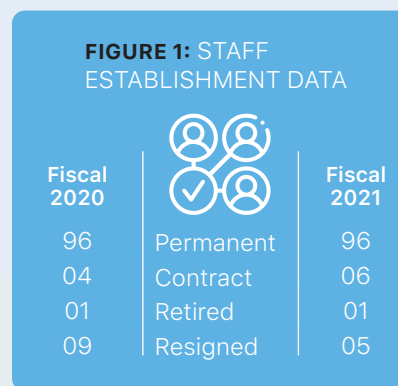 FIGURE 1: STAFF
ESTABLISHMENT DATA
Fiscal
2020
Fiscal
2021
96 Permanent 96
04 Contract 06
01 Retired 01
09 Resigned 05